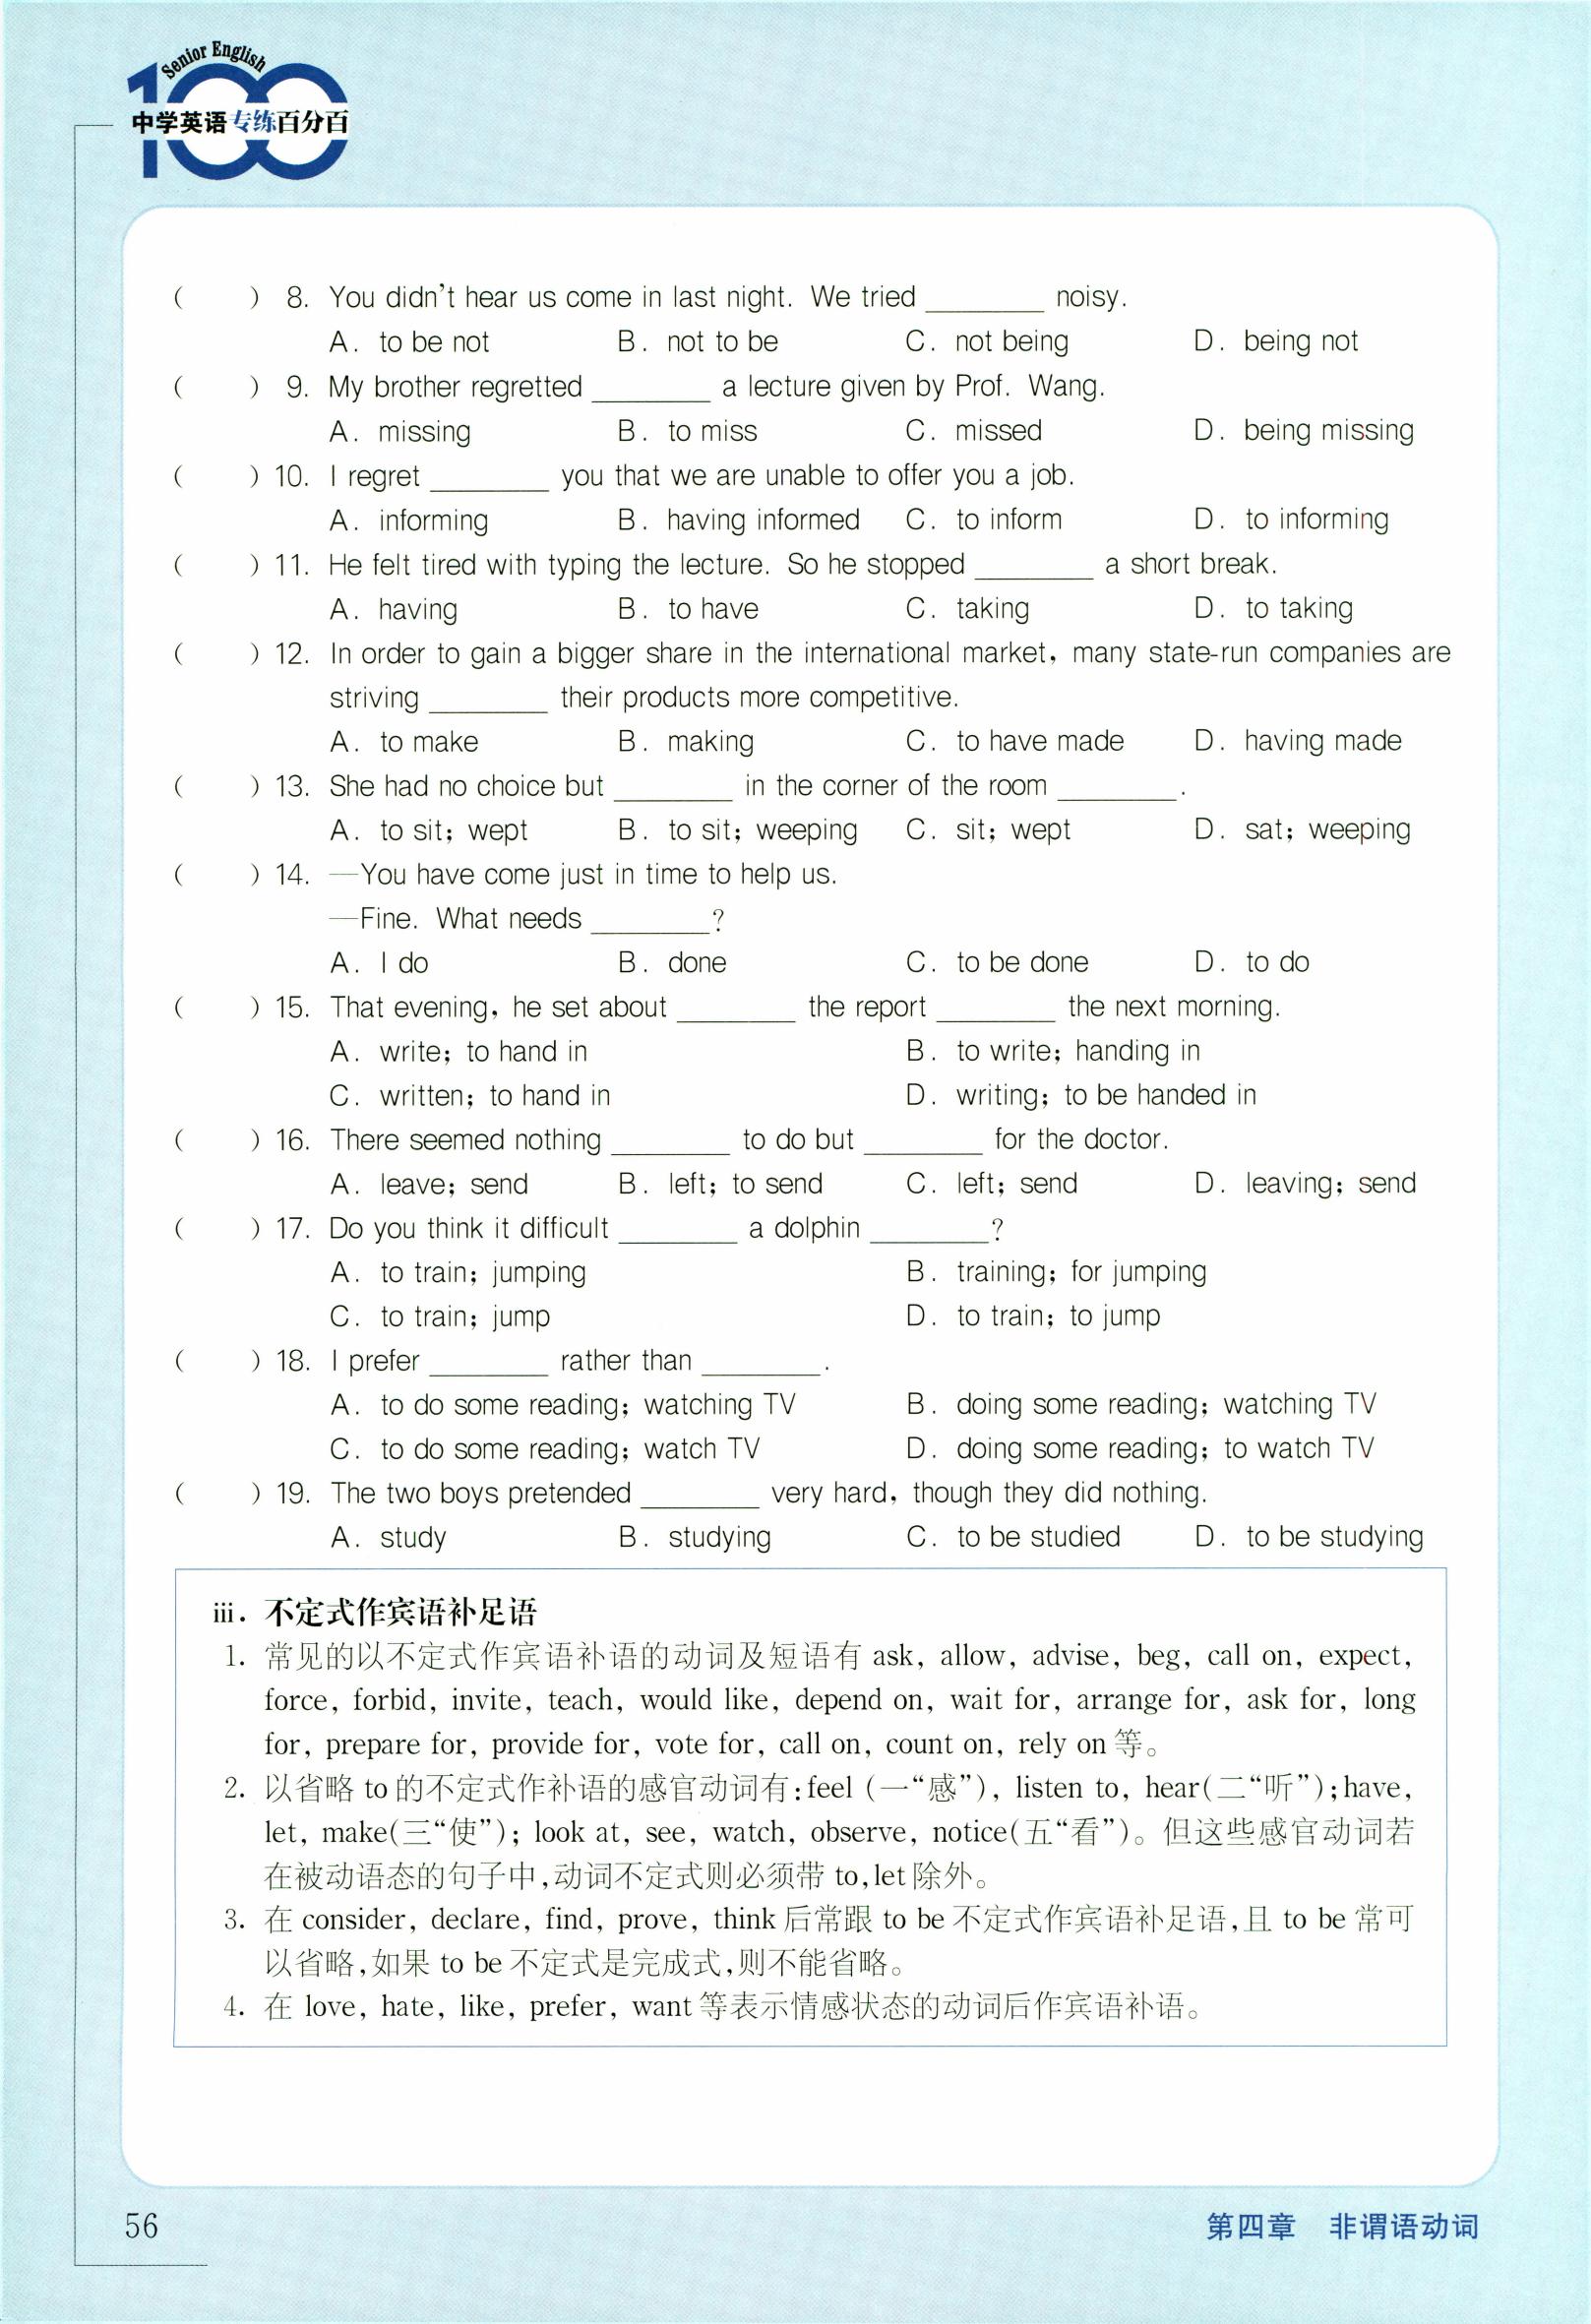 Senior English
100
中学英语专练百分百
(    ) 8. You didn't hear us come in last night. We tried ________ noisy.
A. to be not B. not to be C. not being D. being not
(    ) 9. My brother regretted ________ a lecture given by Prof. Wang.
A. missing B. to miss C. missed D. being missing
(    ) 10. I regret ________ you that we are unable to offer you a job.
A. informing B. having informed C. to inform D. to informing
(    ) 11. He felt tired with typing the lecture. So he stopped ________ a short break.
A. having B. to have C. taking D. to taking
(    ) 12. In order to gain a bigger share in the international market, many state-run companies are
striving ________ their products more competitive.
A. to make B. making C. to have made D. having made
(    ) 13. She had no choice but ________ in the corner of the room ________.
A. to sit; wept B. to sit; weeping C. sit; wept D. sat; weeping
(    ) 14. —You have come just in time to help us.
—Fine. What needs ________?
A. I do B. done C. to be done D. to do
(    ) 15. That evening, he set about ________ the report ________ the next morning.
A. write; to hand in B. to write; handing in
C. written; to hand in D. writing; to be handed in
(    ) 16. There seemed nothing ________ to do but ________ for the doctor.
A. leave; send B. left; to send C. left; send D. leaving; send
(    ) 17. Do you think it difficult ________ a dolphin ________?
A. to train; jumping B. training; for jumping
C. to train; jump D. to train; to jump
(    ) 18. I prefer ________ rather than ________.
A. to do some reading; watching TV B. doing some reading; watching TV
C. to do some reading; watch TV D. doing some reading; to watch TV
(    ) 19. The two boys pretended ________ very hard, though they did nothing.
A. study B. studying C. to be studied D. to be studying
iii. 不定式作宾语补足语
1. 常见的以不定式作宾语补语的动词及短语有 ask, allow, advise, beg, call on, expect,
force, forbid, invite, teach, would like, depend on, wait for, arrange for, ask for, long
for, prepare for, provide for, vote for, call on, count on, rely on 等。
2. 以省略 to 的不定式作补语的感官动词有:feel (一“感”), listen to, hear(二“听”);have,
let, make(三“使”); look at, see, watch, observe, notice(五“看”)。但这些感官动词若
在被动语态的句子中,动词不定式则必须带 to,let 除外。
3. 在 consider, declare, find, prove, think 后常跟 to be 不定式作宾语补足语,且 to be 常可
以省略,如果 to be 不定式是完成式,则不能省略。
4. 在 love, hate, like, prefer, want 等表示情感状态的动词后作宾语补语。
56
第四章 非谓语动词